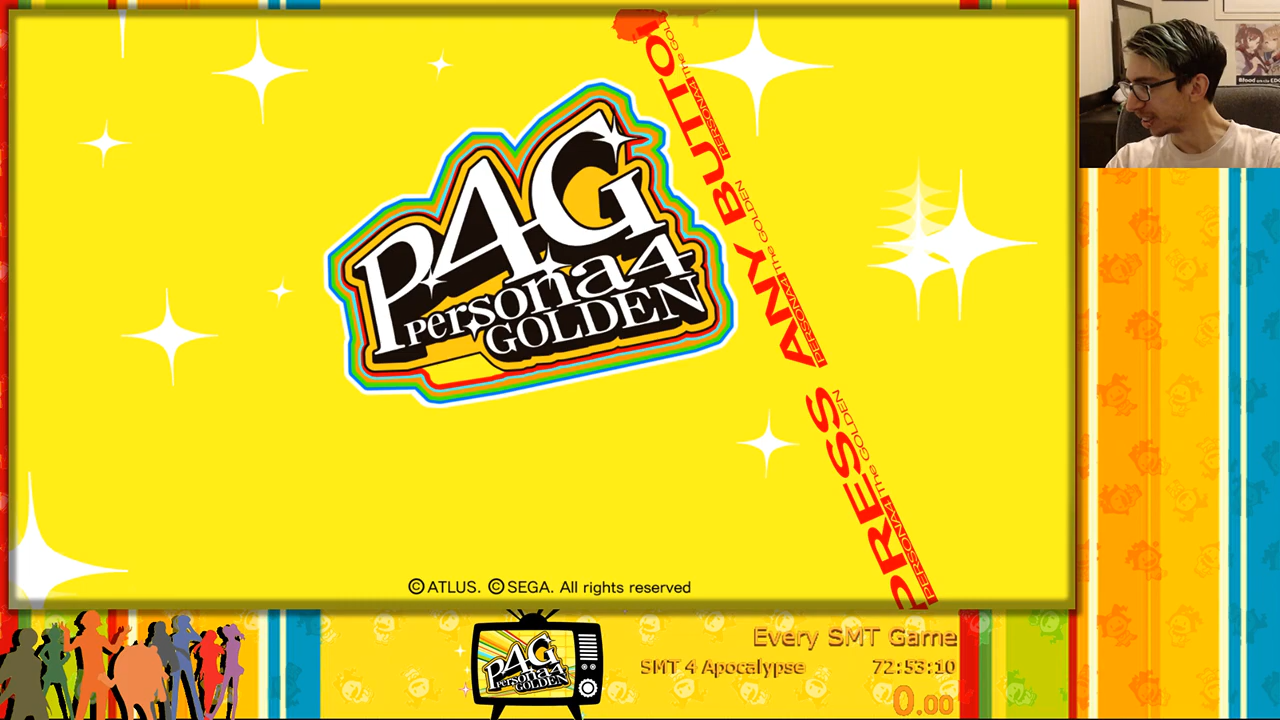 P4G
Persona4
GOLDEN
PRESS ANY BUTTON
PERSONA4 The GOLDEN
PERSONA4 The GOLDEN
PERSONA4 The GOLDEN
©ATLUS. ©SEGA. All rights reserved
P4G
Persona4
GOLDEN
Every SMT Game
SMT 4 Apocalypse 72:53:10
0.00